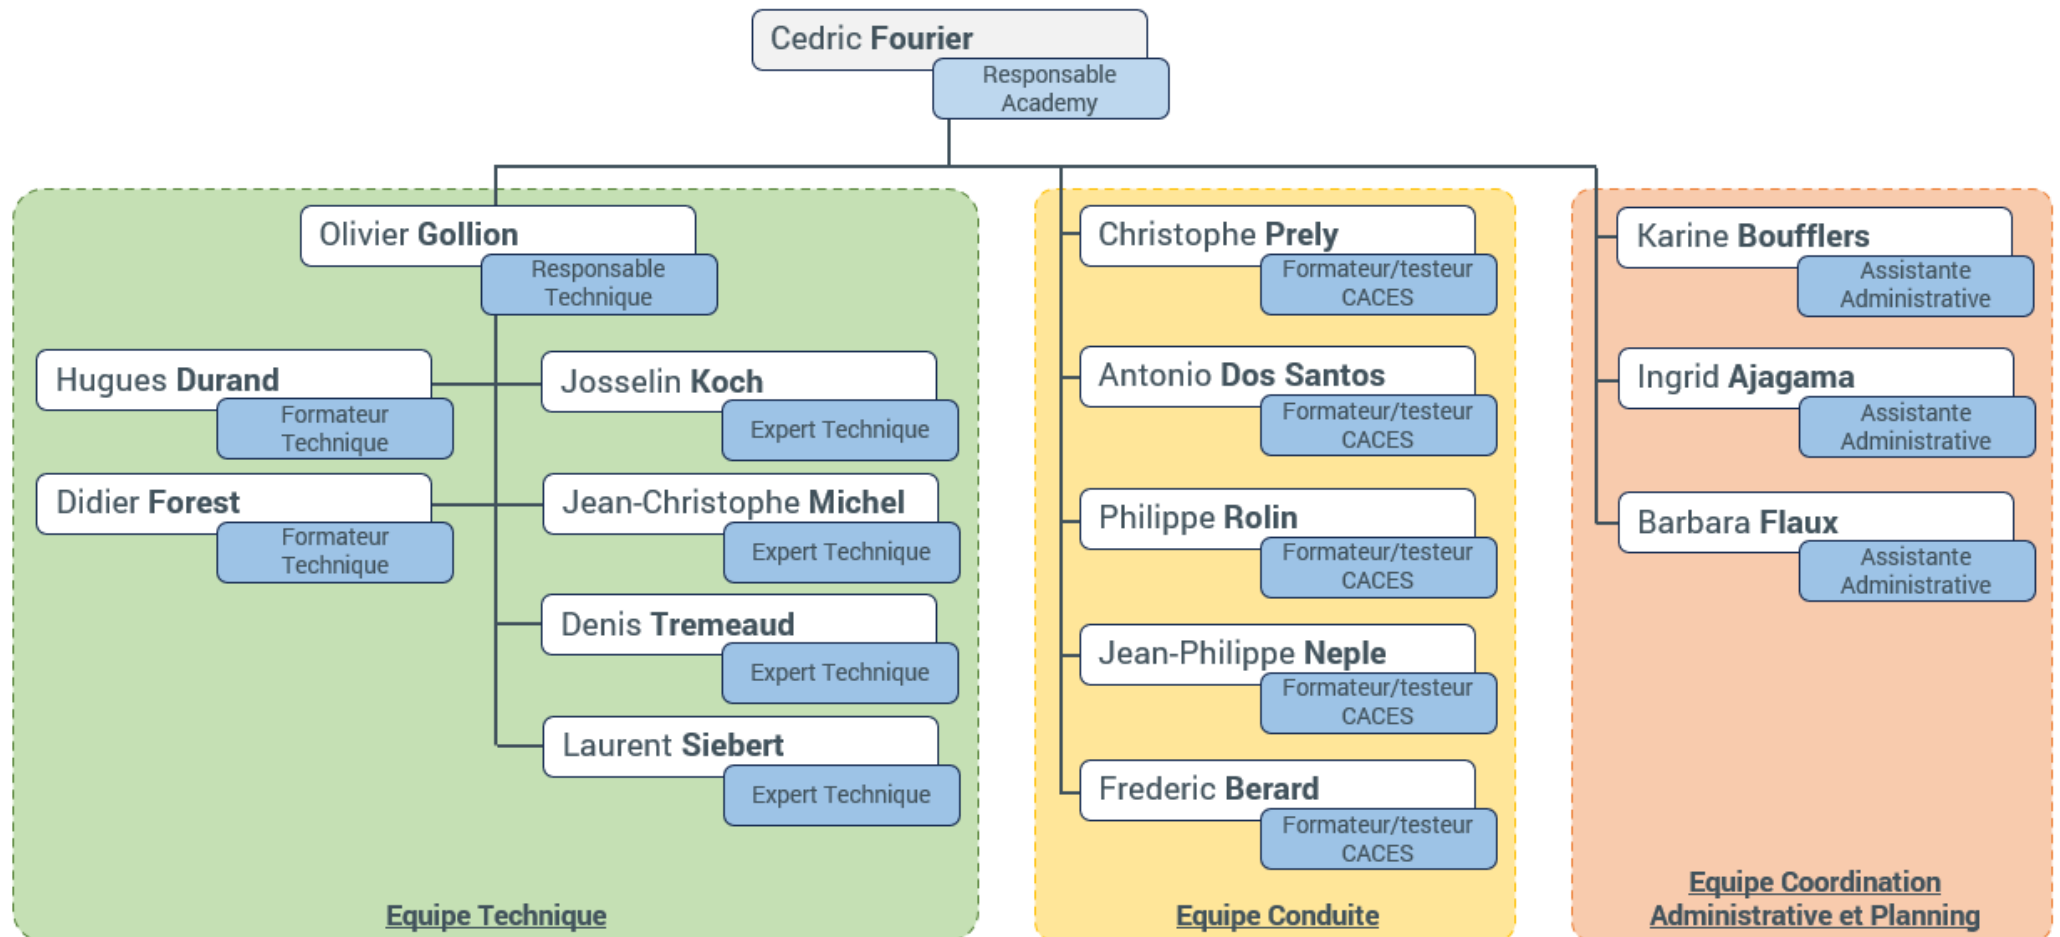 Cedric Fourier
Responsable
Academy
Olivier Gollion
Responsable
Technique
Hugues Durand
Formateur
Technique
Josselin Koch
Expert Technique
Didier Forest
Formateur
Technique
Jean-Christophe Michel
Expert Technique
Denis Tremeaud
Expert Technique
Laurent Siebert
Expert Technique
Equipe Technique
Christophe Prely
Formateur/testeur
CACES
Antonio Dos Santos
Formateur/testeur
CACES
Philippe Rolin
Formateur/testeur
CACES
Jean-Philippe Neple
Formateur/testeur
CACES
Frederic Berard
Formateur/testeur
CACES
Equipe Conduite
Karine Boufflers
Assistante
Administrative
Ingrid Ajagama
Assistante
Administrative
Barbara Flaux
Assistante
Administrative
Equipe Coordination
Administrative et Planning